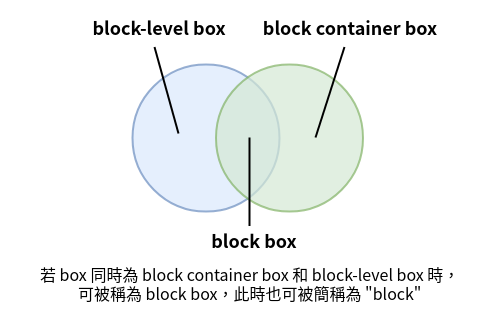 block-level box
block container box
block box
若 box 同時為 block container box 和 block-level box 時，
可被稱為 block box，此時也可被簡稱為 "block"